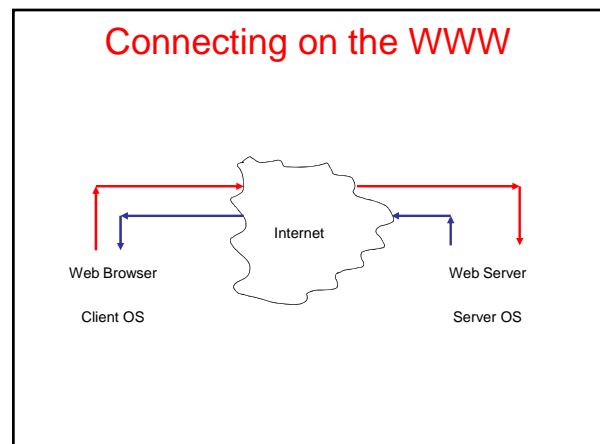 Connecting on the WWW
Internet
Web Browser
Web Server
Client OS
Server OS